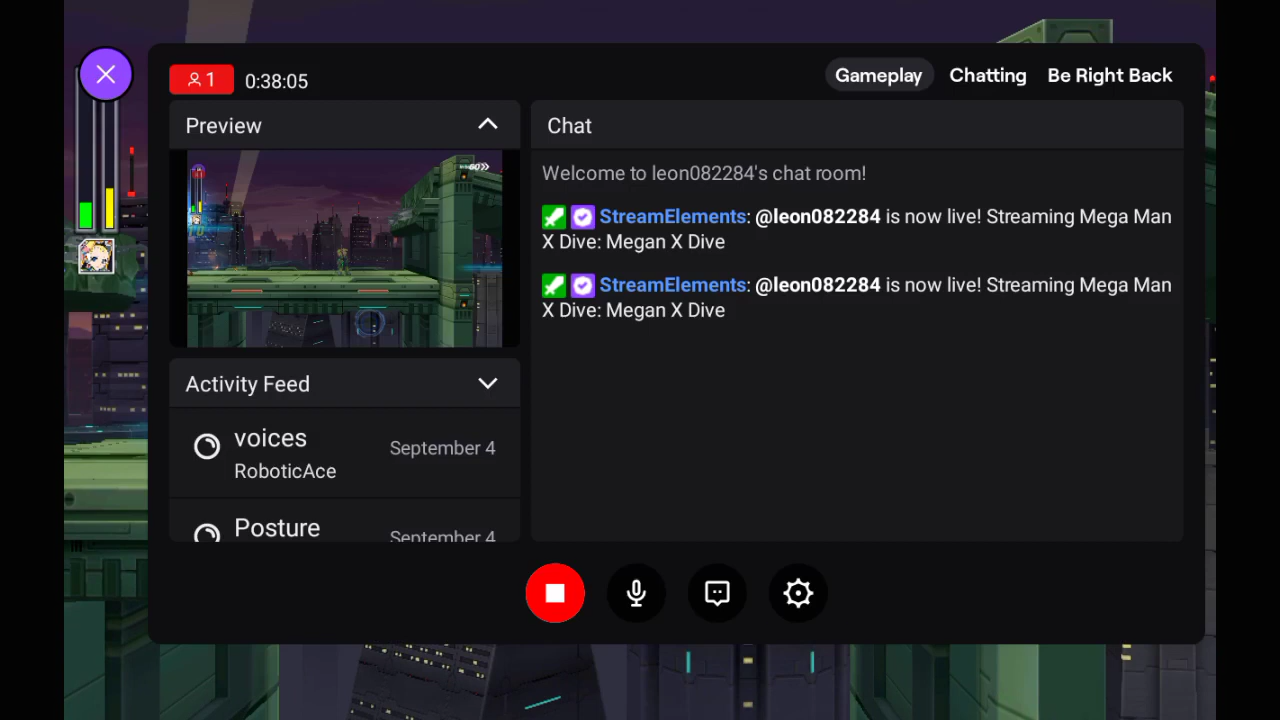 1 0:38:05
Gameplay Chatting Be Right Back
Preview
GO
Activity Feed
voices
RoboticAce
September 4
Posture
September 4
Chat
Welcome to leon082284's chat room!
StreamElements: @leon082284 is now live! Streaming Mega Man
X Dive: Megan X Dive
StreamElements: @leon082284 is now live! Streaming Mega Man
X Dive: Megan X Dive